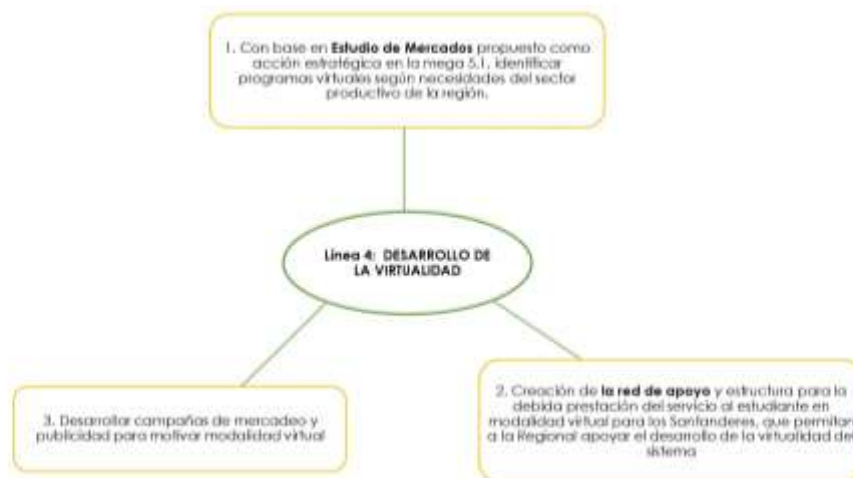 1. Con base en Estudio de Mercados propuesto como
acción estratégica en la mega 5.1. identificar
programas virtuales según necesidades del sector
productivo de la región.
Línea 4: DESARROLLO DE
LA VIRTUALIDAD
2. Creación de la red de apoyo y estructura para la
debida prestación del servicio al estudiante en
modalidad virtual para los Santanderes, que permitan
a la Regional apoyar el desarrollo de la virtualidad del
sistema
3. Desarrollar campañas de mercadeo y
publicidad para motivar modalidad virtual